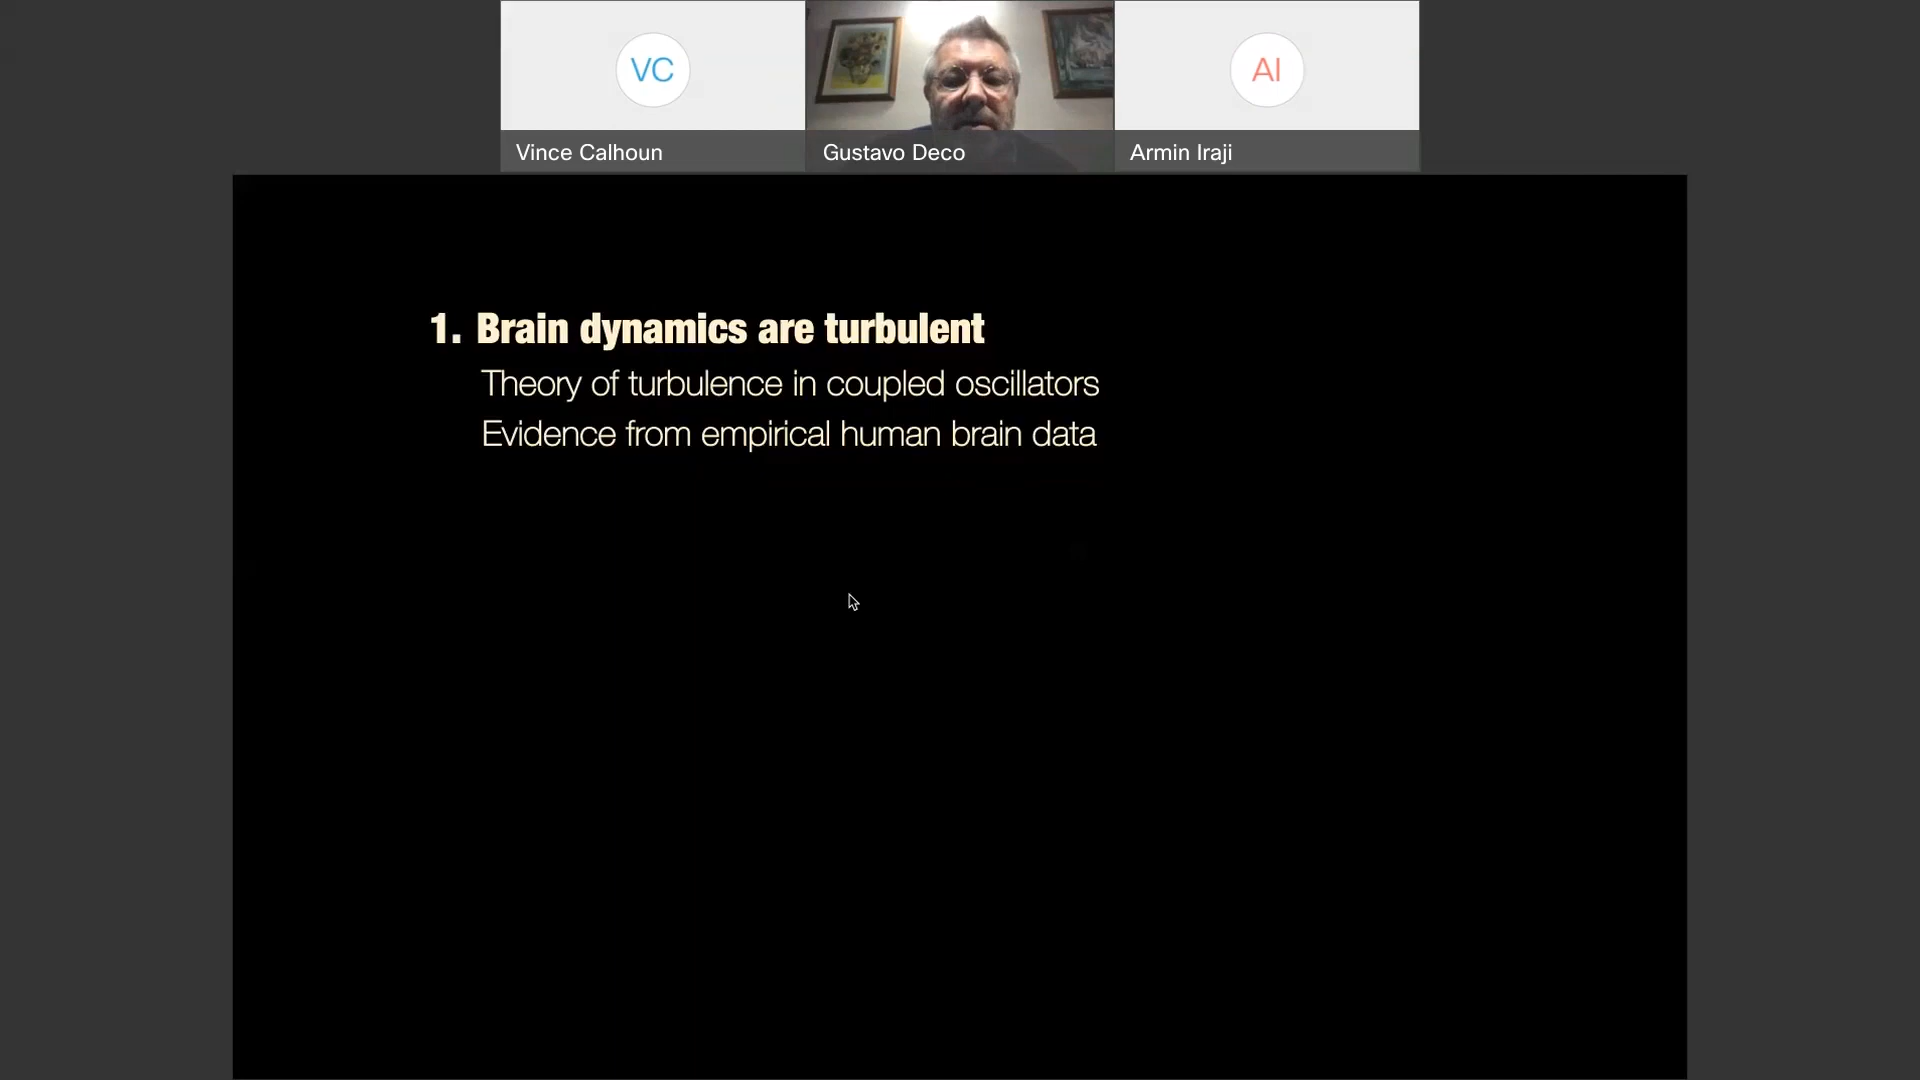 VC
AI
Vince Calhoun
Gustavo Deco
Armin Iraji
1. Brain dynamics are turbulent
Theory of turbulence in coupled oscillators
Evidence from empirical human brain data